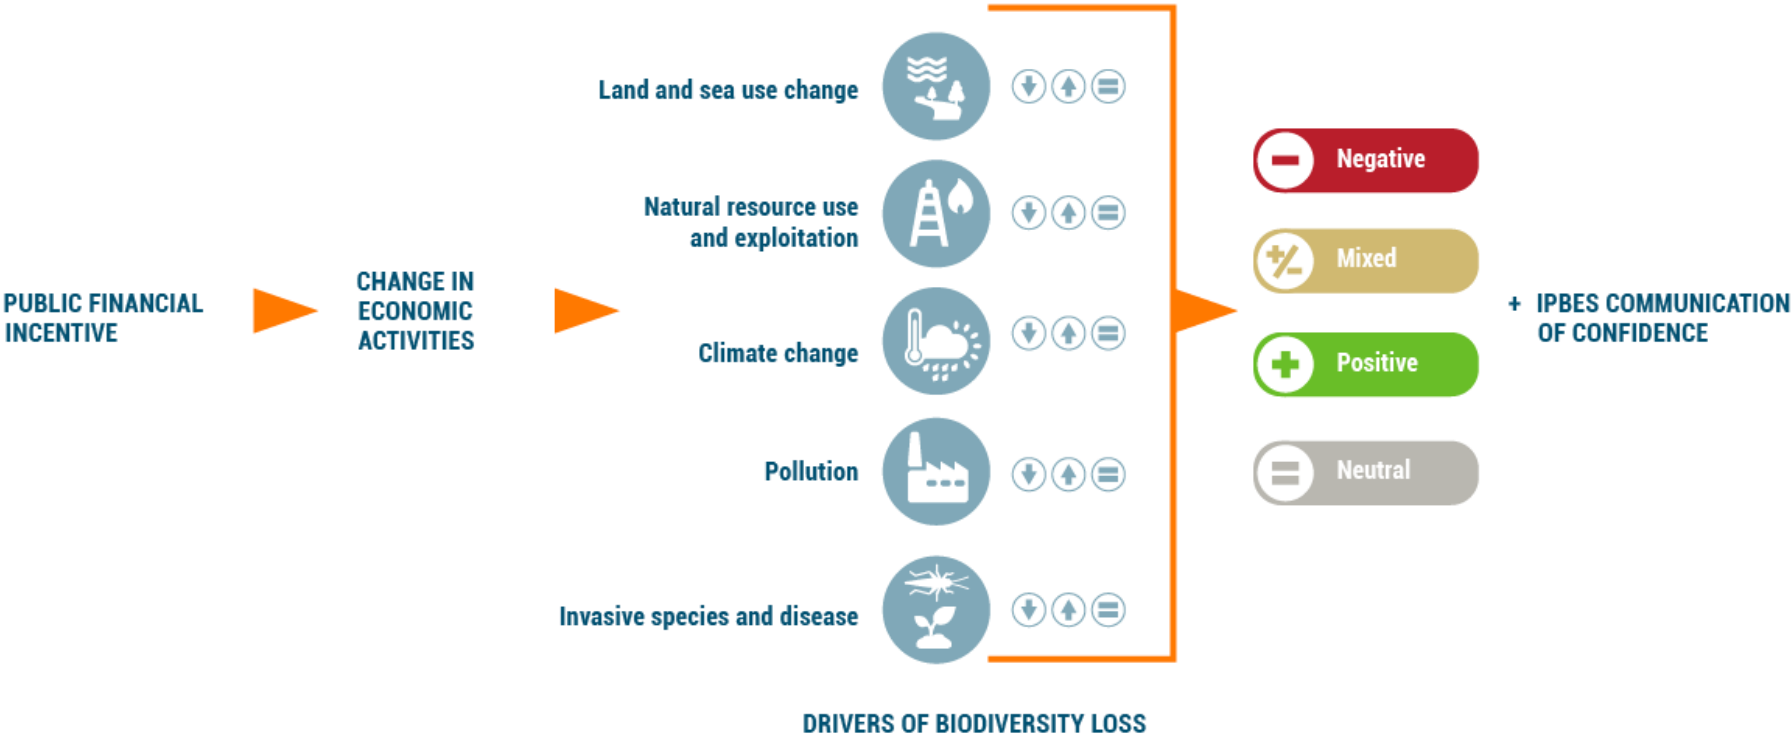 PUBLIC FINANCIAL
INCENTIVE
CHANGE IN
ECONOMIC
ACTIVITIES
Land and sea use change
Natural resource use
and exploitation
Climate change
Pollution
Invasive species and disease
DRIVERS OF BIODIVERSITY LOSS
Negative
Mixed
Positive
Neutral
+ IPBES COMMUNICATION
OF CONFIDENCE